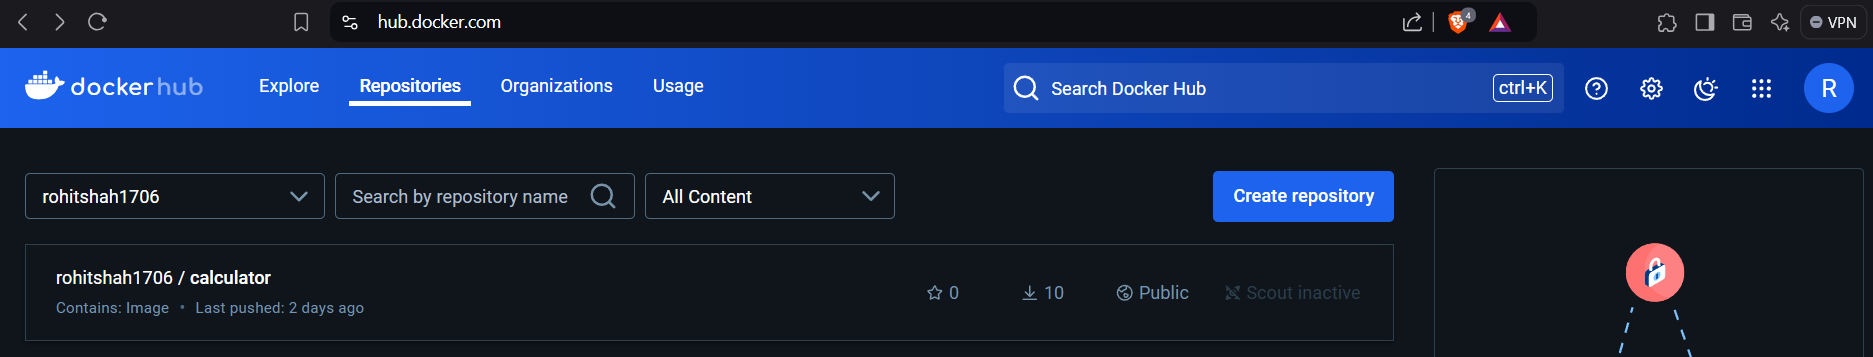 hub.docker.com
4
VPN
docker hub
Explore
Repositories
Organizations
Usage
Search Docker Hub
ctrl+K
R
rohitshah1706
Search by repository name
All Content
Create repository
rohitshah1706 / calculator
Contains: Image • Last pushed: 2 days ago
0
10
Public
Scout inactive